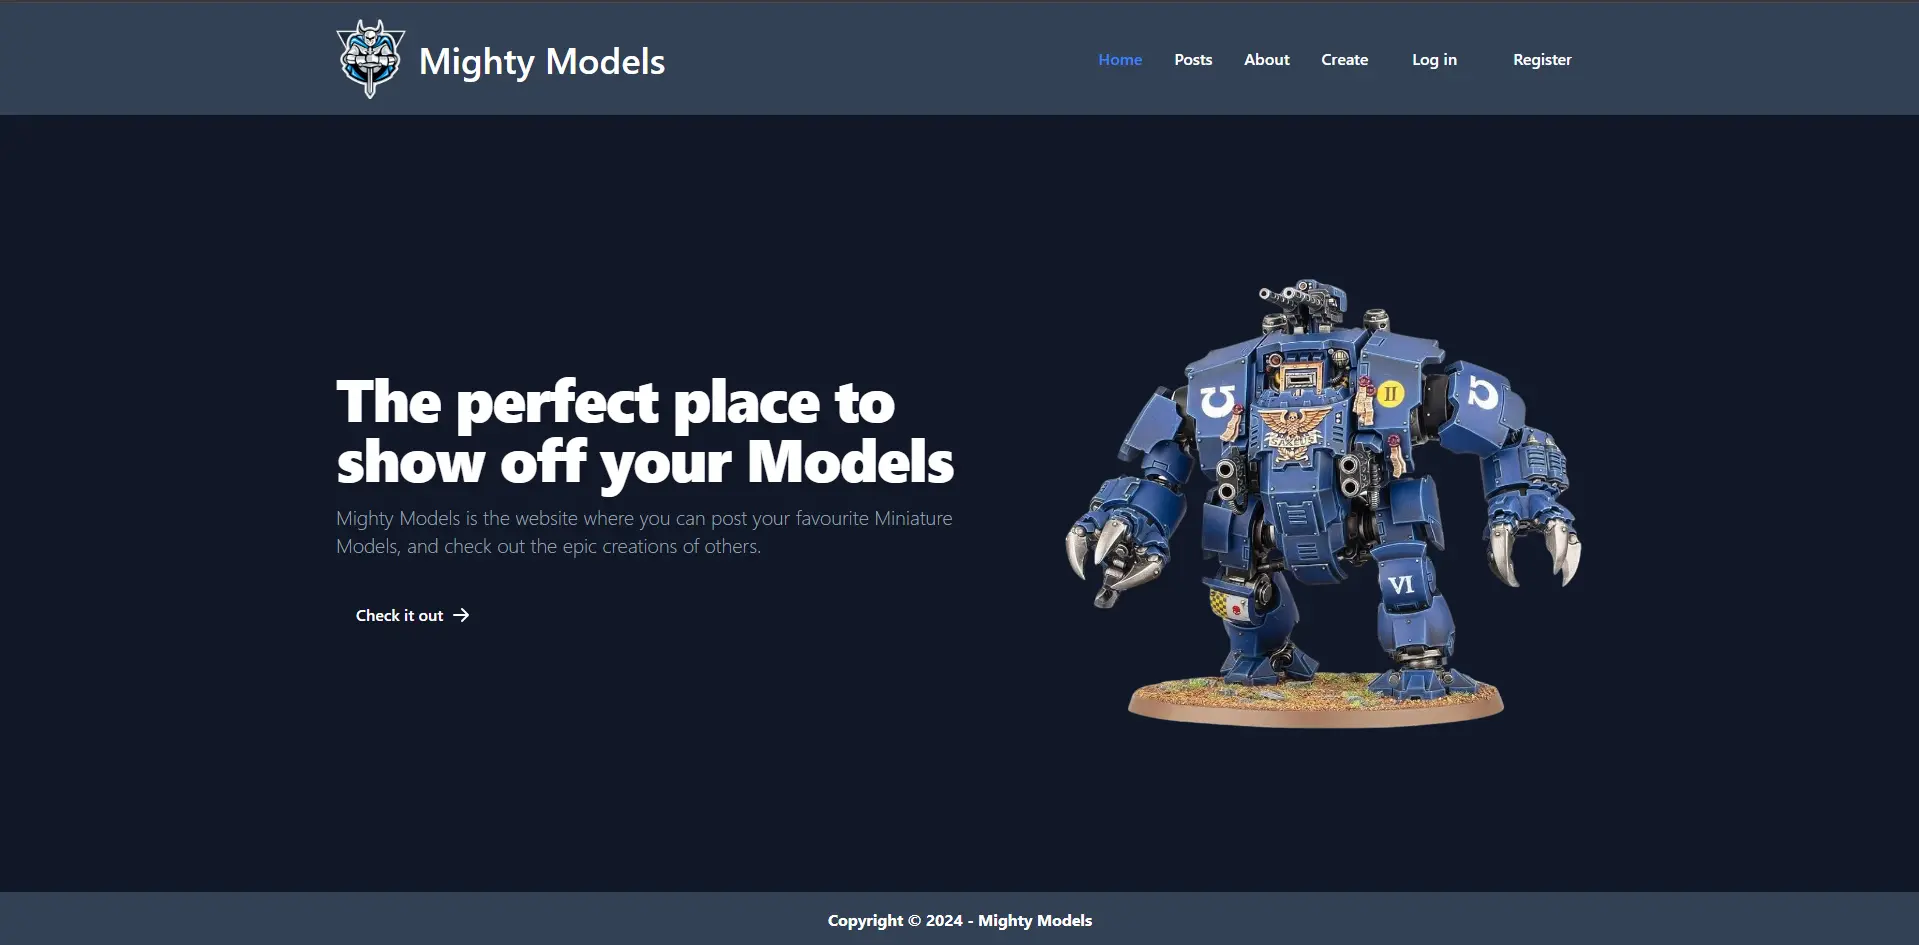 Mighty Models
Home Posts About Create Log in Register
The perfect place to
show off your Models
Mighty Models is the website where you can post your favourite Miniature
Models, and check out the epic creations of others.
Check it out
II
VI
Copyright © 2024 - Mighty Models